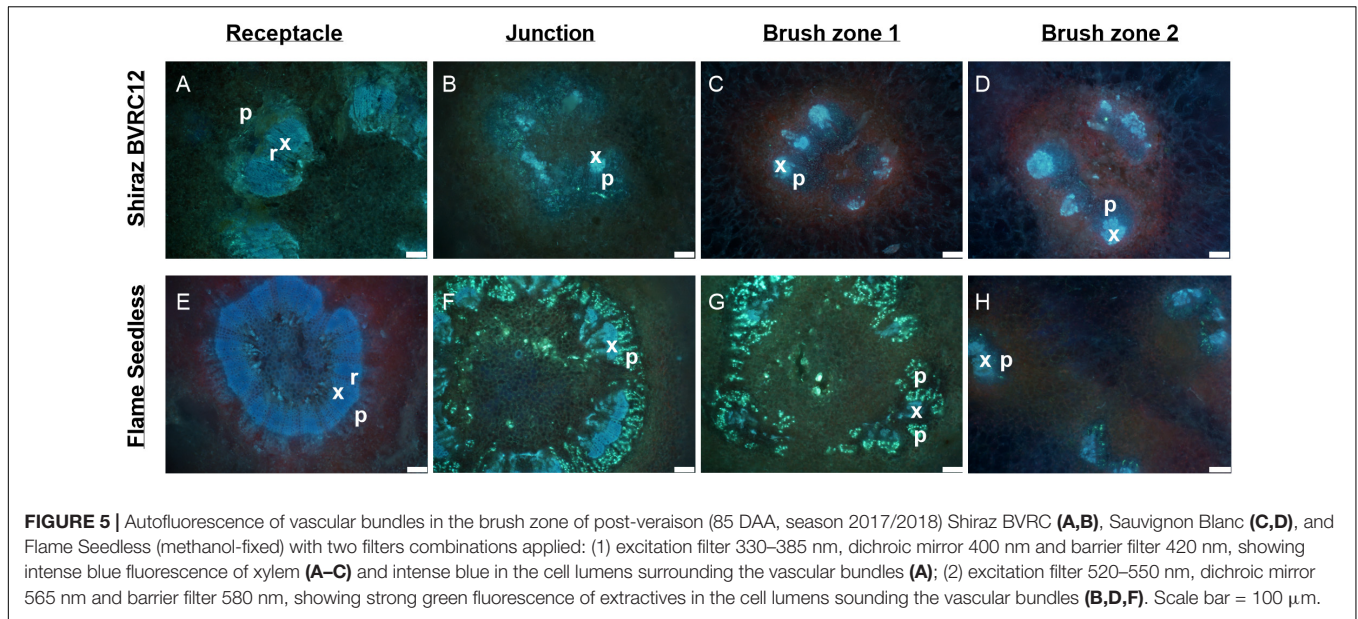 Receptacle Junction Brush zone 1 Brush zone 2
Shiraz BVRC12
A p x r
B x p
C x p
D p x
Flame Seedless
E r x p
F x p
G p x p
H x p
FIGURE 5 | Autofluorescence of vascular bundles in the brush zone of post-veraison (85 DAA, season 2017/2018) Shiraz BVRC (A,B), Sauvignon Blanc (C,D), and
Flame Seedless (methanol-fixed) with two filters combinations applied: (1) excitation filter 330–385 nm, dichroic mirror 400 nm and barrier filter 420 nm, showing
intense blue fluorescence of xylem (A–C) and intense blue in the cell lumens surrounding the vascular bundles (A); (2) excitation filter 520–550 nm, dichroic mirror
565 nm and barrier filter 580 nm, showing strong green fluorescence of extractives in the cell lumens sounding the vascular bundles (B,D,F). Scale bar = 100 μm.